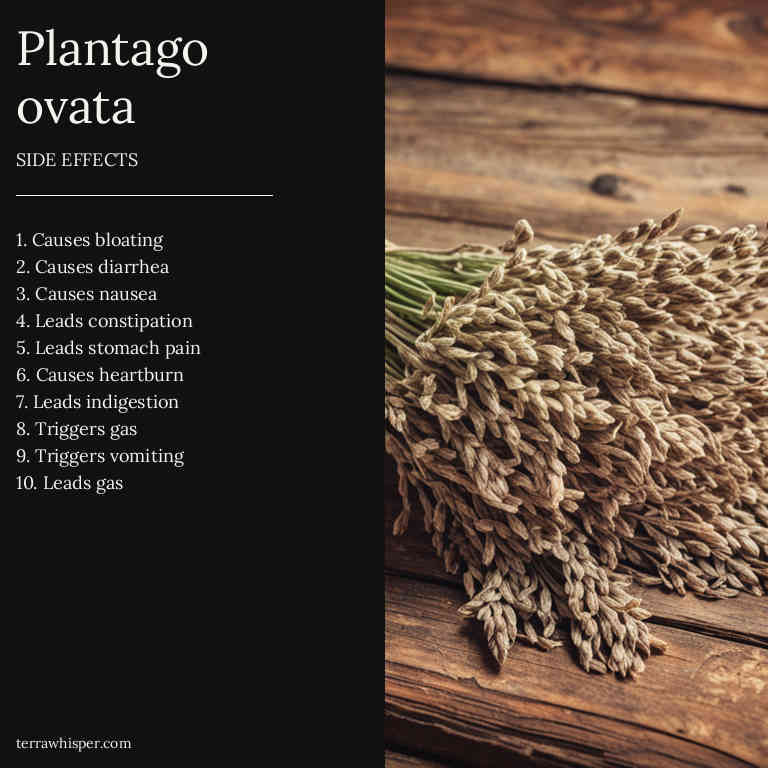 Plantago
ovata
SIDE EFFECTS
1. Causes bloating
2. Causes diarrhea
3. Causes nausea
4. Leads constipation
5. Leads stomach pain
6. Causes heartburn
7. Leads indigestion
8. Triggers gas
9. Triggers vomiting
10. Leads gas
terrawhisper.com